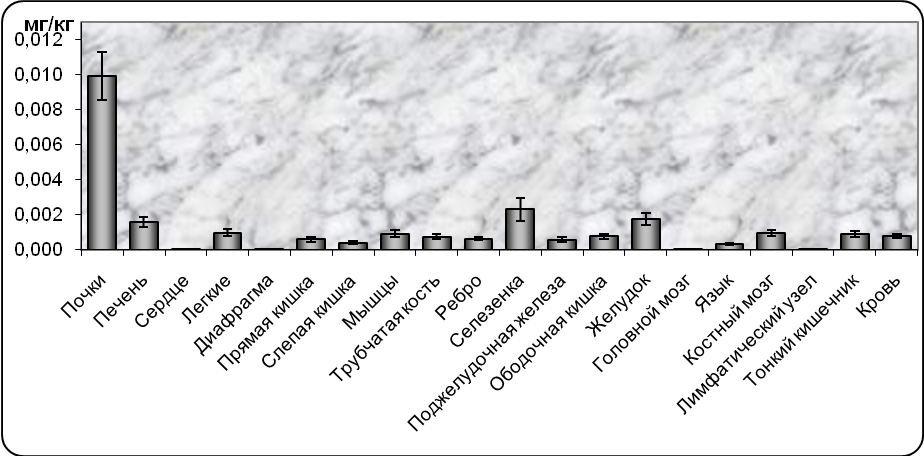 мг/кг
0,012
0,010
0,008
0,006
0,004
0,002
0,000
Почки
Печень
Сердце
Легкие
Диафрагма
Прямая кишка
Слепая кишка
Мышцы
Трубчатая кость
Ребро
Селезенка
Поджелудочная железа
Ободочная кишка
Желудок
Головной мозг
Язык
Костный мозг
Лимфатический узел
Тонкий кишечник
Кровь